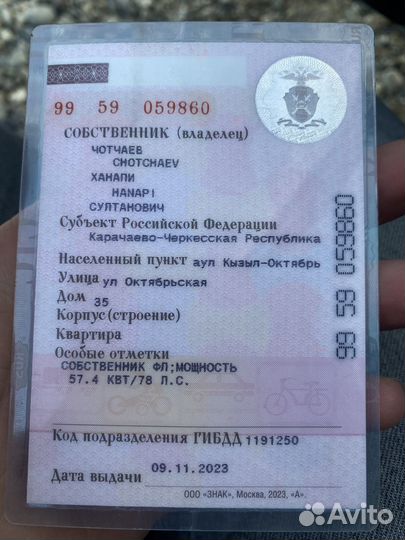 99 59 059860
СОБСТВЕННИК (владелец)
ЧОТЧАЕВ
CHOTCHAEV
ХАНАПИ
HANAPI
СУЛТАНОВИЧ
Субъект Российской Федерации
Карачаево-Черкесская Республика
Населенный пункт аул Кызыл-Октябрь
Улица ул Октябрьская
Дом 35
Корпус(строение)
Квартира
Особые отметки
СОБСТВЕННИК ФЛ;МОЩНОСТЬ
57.4 КВТ/78 Л.С.
Код подразделения ГИБДД 1191250
Дата выдачи 09.11.2023
ООО «ЗНАК», Москва, 2023, «А».
99 59 059860
Avito